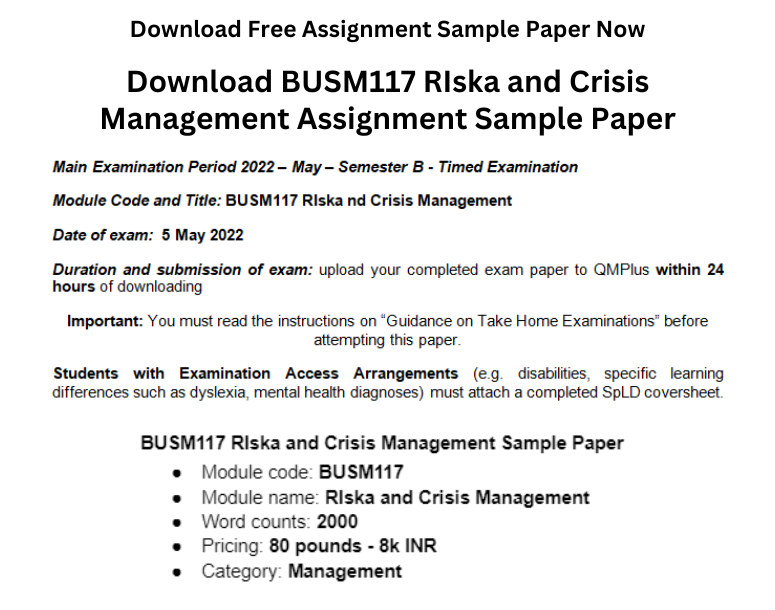 Download Free Assignment Sample Paper Now
Download BUSM117 RIska and Crisis
Management Assignment Sample Paper
Main Examination Period 2022 – May – Semester B - Timed Examination
Module Code and Title: BUSM117 RIska nd Crisis Management
Date of exam: 5 May 2022
Duration and submission of exam: upload your completed exam paper to QMPlus within 24
hours of downloading
Important: You must read the instructions on “Guidance on Take Home Examinations” before
attempting this paper.
Students with Examination Access Arrangements (e.g. disabilities, specific learning
differences such as dyslexia, mental health diagnoses) must attach a completed SpLD coversheet.
BUSM117 RIska and Crisis Management Sample Paper
● Module code: BUSM117
● Module name: RIska and Crisis Management
● Word counts: 2000
● Pricing: 80 pounds - 8k INR
● Category: Management